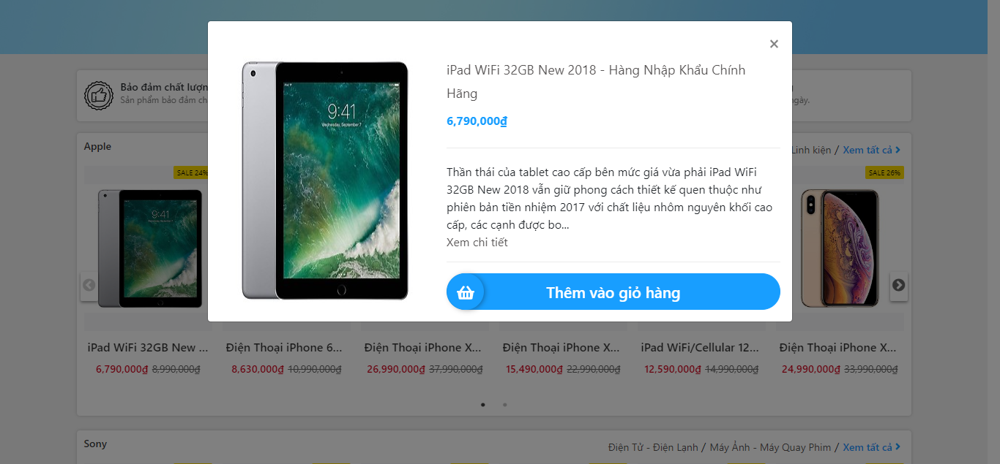 ×
iPad WiFi 32GB New 2018 - Hàng Nhập Khẩu Chính
Hãng
6,790,000₫
9:41
Wednesday, September 7
Thần thái của tablet cao cấp bên mức giá vừa phải iPad WiFi
32GB New 2018 vẫn giữ phong cách thiết kế quen thuộc như
phiên bản tiền nhiệm 2017 với chất liệu nhôm nguyên khối cao
cấp, các cạnh được bo...
Xem chi tiết
Thêm vào giỏ hàng
Bảo đảm chất lượn
Sản phẩm bảo đảm ch
gày.
Apple
Linh kiện / Xem tất cả
SALE 24%
SALE 26%
9:41
iPad WiFi 32GB New ...
6,790,000₫ 8,990,000₫
Điện Thoại iPhone 6...
8,630,000₫ 10,990,000₫
Điện Thoại iPhone X...
26,990,000₫ 37,990,000₫
Điện Thoại iPhone X...
15,490,000₫ 22,990,000₫
iPad WiFi/Cellular 12...
12,590,000₫ 14,990,000₫
Điện Thoại iPhone X...
24,990,000₫ 33,990,000₫
Sony
Điện Tử - Điện Lạnh / Máy Ảnh - Máy Quay Phim / Xem tất cả